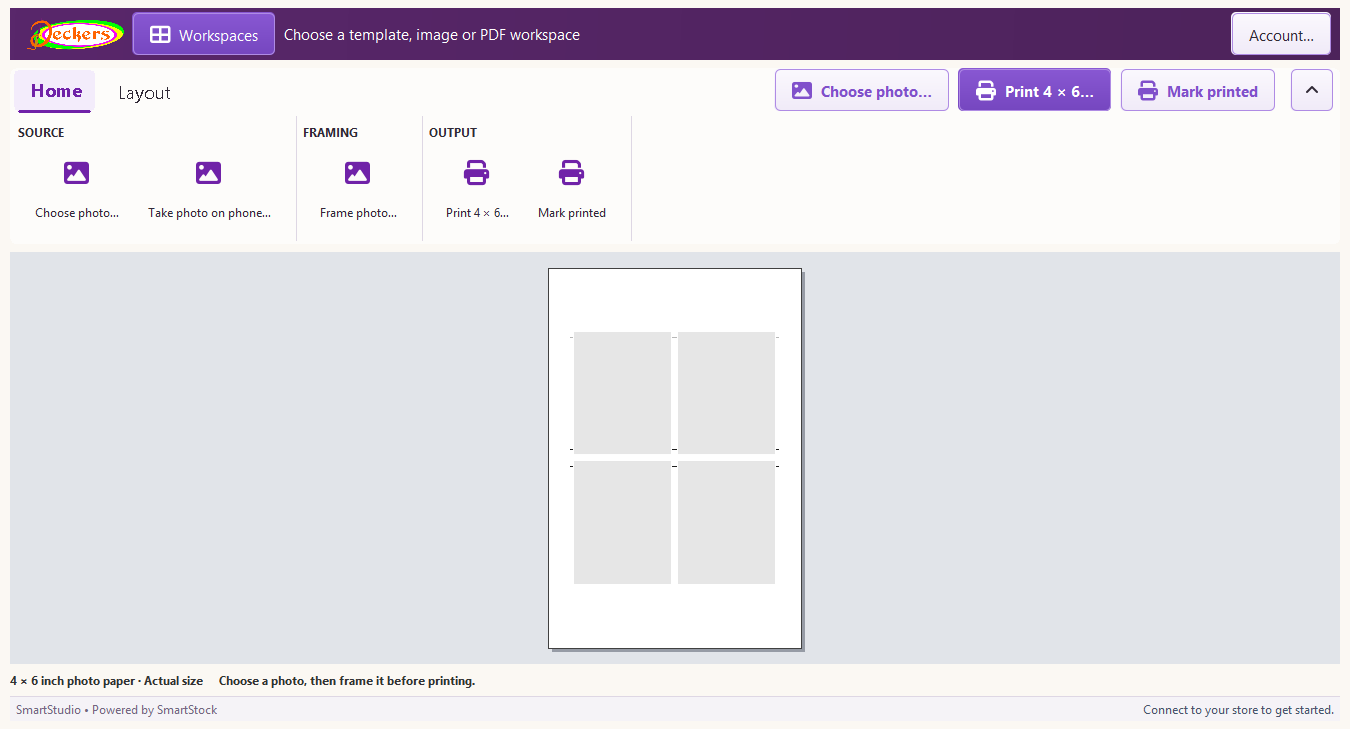 Deckers
Workspaces
Choose a template, image or PDF workspace
Account...
Home
Layout
Choose photo...
Print 4 × 6...
Mark printed
SOURCE
FRAMING
OUTPUT
Choose photo...
Take photo on phone...
Frame photo...
Print 4 × 6...
Mark printed
4 × 6 inch photo paper · Actual size
Choose a photo, then frame it before printing.
SmartStudio • Powered by SmartStock
Connect to your store to get started.